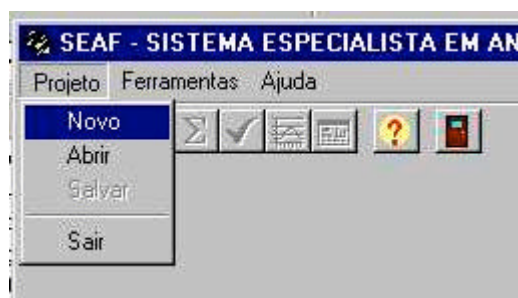 SEAF - SISTEMA ESPECIALISTA EM AN
Projeto Ferramentas Ajuda
Novo
Abrir
Salvar
Sair